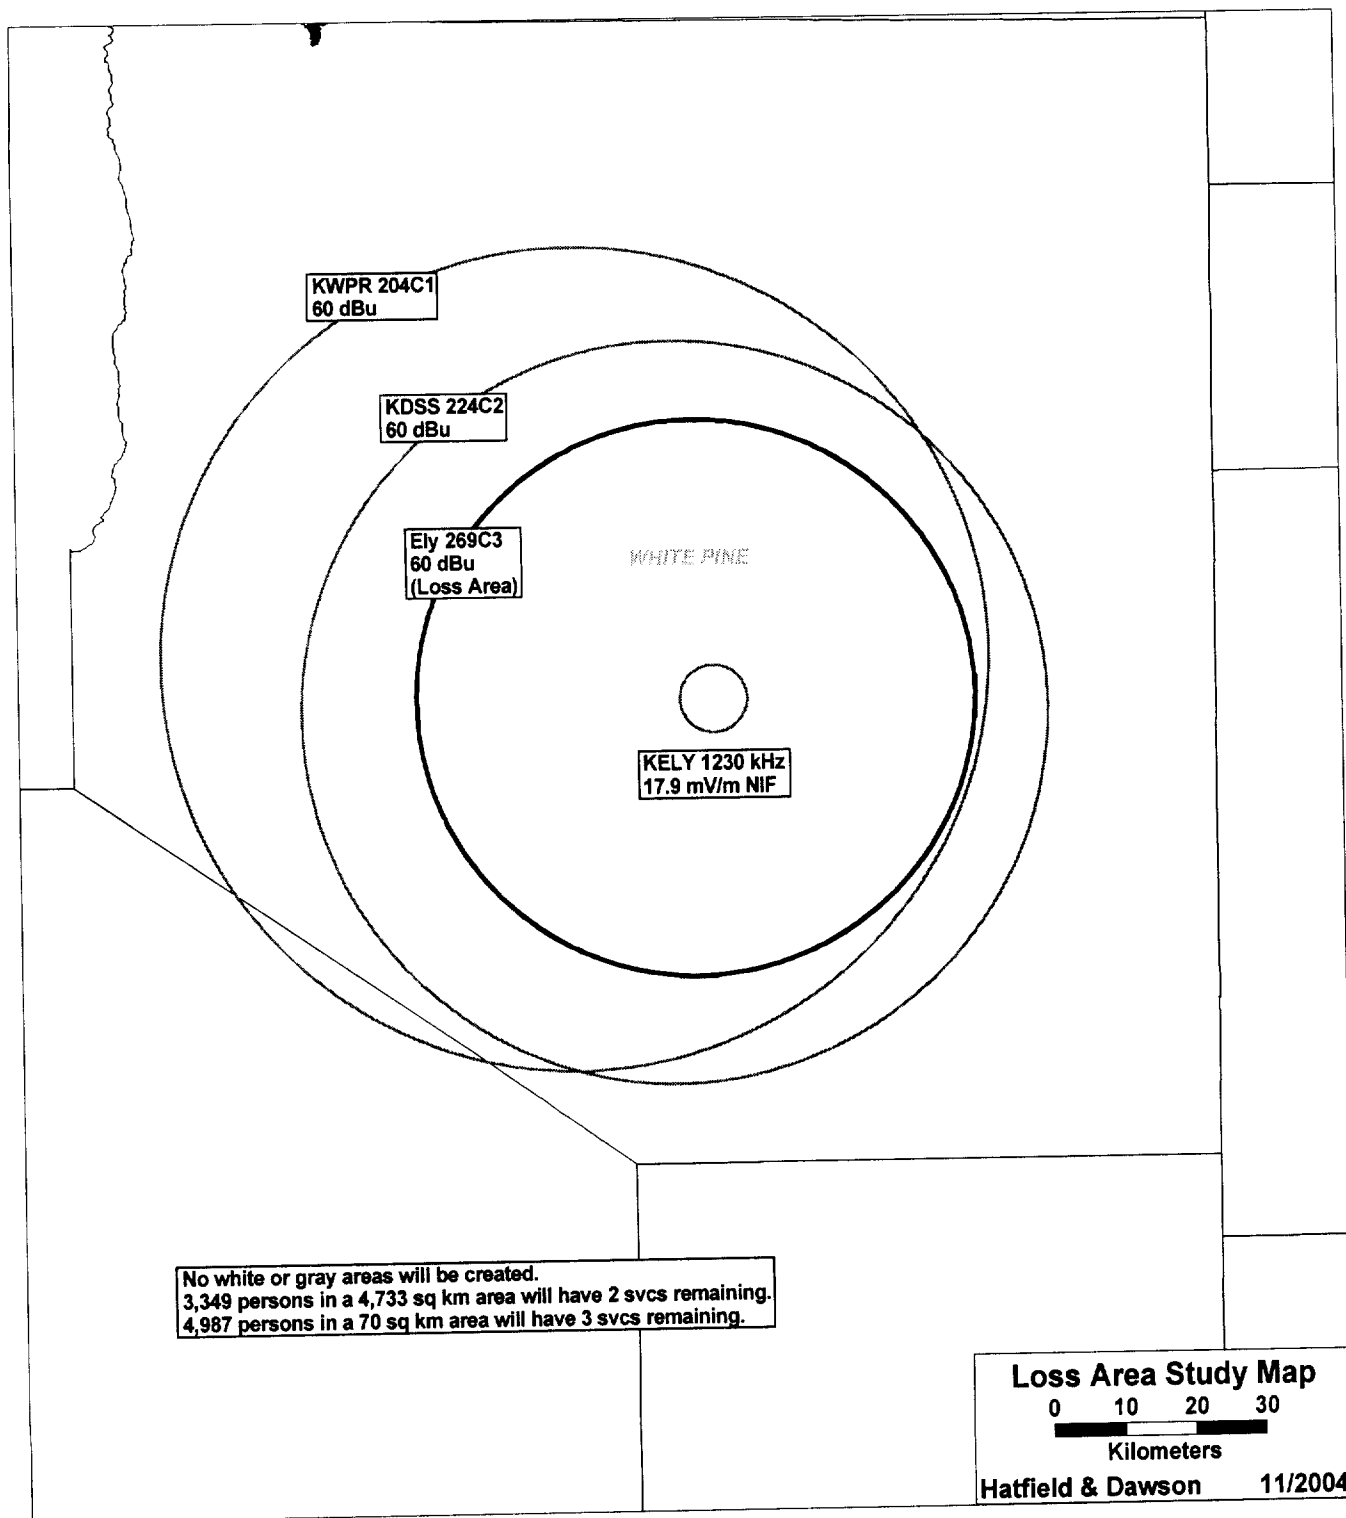 KWPR 204C1
60 dBu
KDSS 224C2
60 dBu
Ely 269C3
60 dBu
(Loss Area)
WHITE PINE
KELY 1230 kHz
17.9 mV/m NIF
No white or gray areas will be created.
3,349 persons in a 4,733 sq km area will have 2 svcs remaining.
4,987 persons in a 70 sq km area will have 3 svcs remaining.
Loss Area Study Map
0 10 20 30
Kilometers
Hatfield & Dawson 11/2004